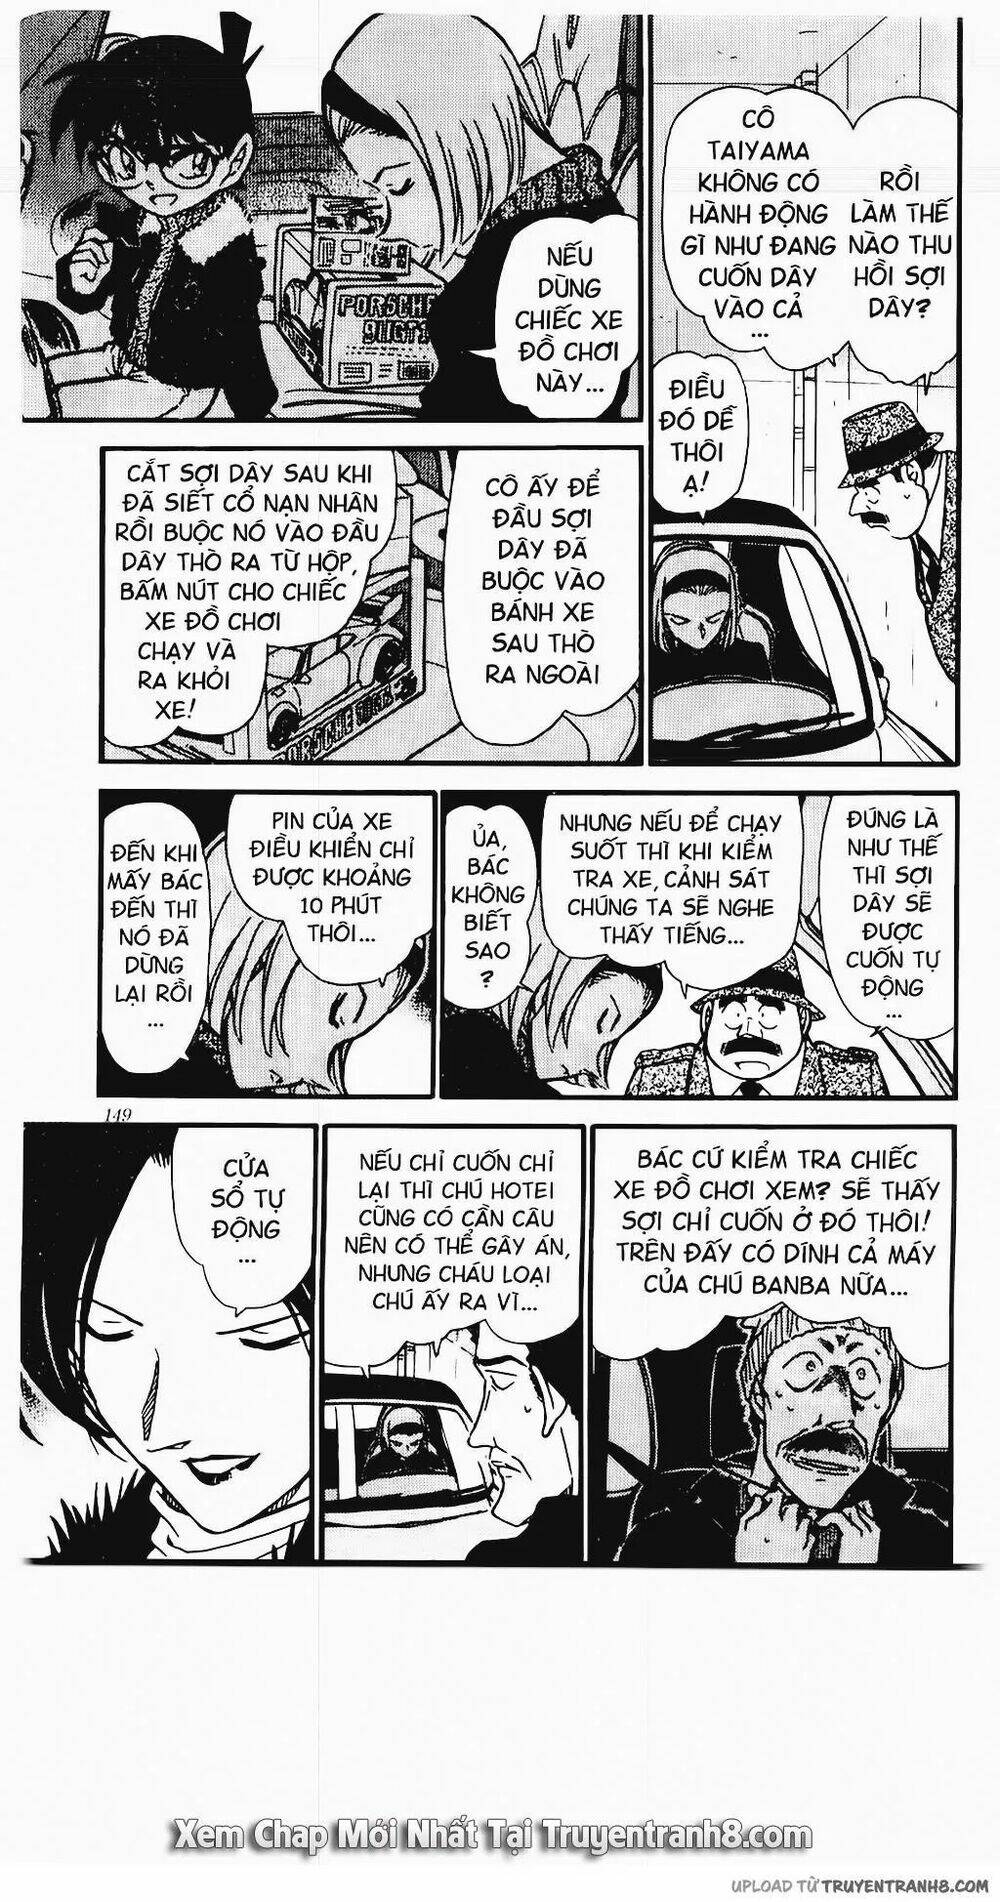 RỒI
LÀM THẾ
NÀO THU
HỒI SỢI
DÂY?
CÔ
TAIYAMA
KHÔNG CÓ
HÀNH ĐỘNG
GÌ NHƯ ĐANG
CUỐN DÂY
VÀO CẢ
...
ĐIỀU
ĐÓ DỄ
THÔI
Ạ!
NẾU
DÙNG
CHIẾC XE
ĐỒ CHƠI
NÀY...
PORSCHE
911GT1
CÔ ẤY ĐỂ
ĐẦU SỢI
DÂY ĐÃ
BUỘC VÀO
BÁNH XE
SAU THÒ
RA NGOÀI
CẮT SỢI DÂY SAU KHI
ĐÃ SIẾT CỔ NẠN NHÂN
RỒI BUỘC NÓ VÀO ĐẦU
DÂY THÒ RA TỪ HỘP,
BẤM NÚT CHO CHIẾC
XE ĐỒ CHƠI
CHẠY VÀ
RA KHỎI
XE!
PORSCHE
ĐÚNG LÀ
NHƯ THẾ
THÌ SỢI
DÂY SẼ
ĐƯỢC
CUỐN TỰ
ĐỘNG
...
NHƯNG NẾU ĐỂ CHẠY
SUỐT THÌ KHI KIỂM
TRA XE, CẢNH SÁT
CHÚNG TA SẼ NGHE
THẤY TIẾNG...
ỦA,
BÁC
KHÔNG
BIẾT
SAO
?
PIN CỦA XE
ĐIỀU KHIỂN CHỈ
ĐƯỢC KHOẢNG
10 PHÚT
THÔI...
ĐẾN KHI
MẤY BÁC
ĐẾN THÌ
NÓ ĐÃ
DỪNG
LẠI RỒI
...
149
BÁC CỨ KIỂM TRA CHIẾC
XE ĐỒ CHƠI XEM? SẼ THẤY
SỢI CHỈ CUỐN Ở ĐÓ THÔI!
TRÊN ĐẤY CÓ DÍNH CẢ MÁY
CỦA CHÚ BANBA NỮA...
NẾU CHỈ CUỐN CHỈ
LẠI THÌ CHÚ HOTEI
CŨNG CÓ CẦN CÂU
NÊN CÓ THỂ GÂY ÁN,
NHƯNG CHÁU LOẠI
CHÚ ẤY RA VÌ...
CỬA
SỔ TỰ
ĐỘNG
...
Xem Chap Mới Nhất Tại Truyentranh8.com
UPLOAD TỪ TRUYENTRANH8.COM